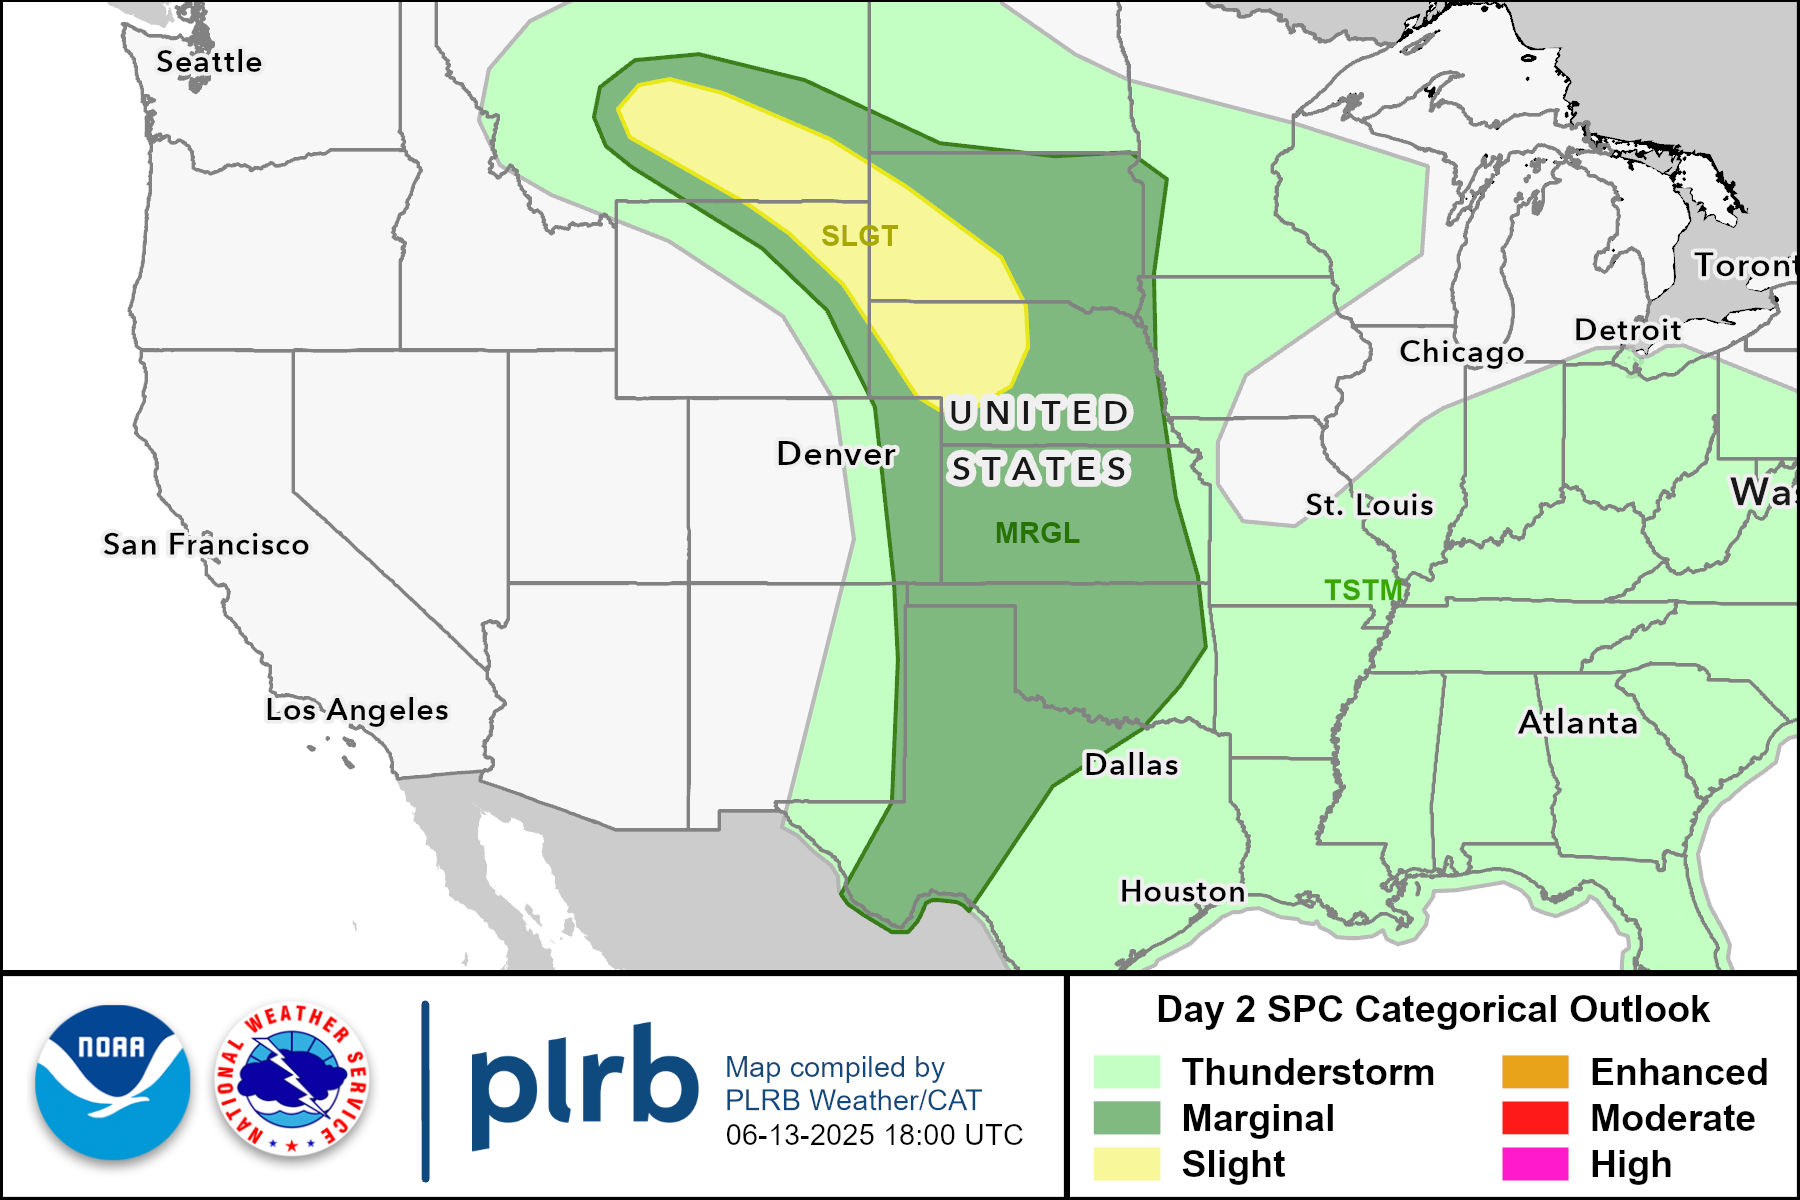 Seattle
SLGT
Toront
Detroit
Chicago
UNITED
STATES
Denver
Was
St. Louis
MRGL
San Francisco
TSTM
Los Angeles
Atlanta
Dallas
Houston
NOAA
NATIONAL WEATHER SERVICE
plrb
Map compiled by
PLRB Weather/CAT
06-13-2025 18:00 UTC
Day 2 SPC Categorical Outlook
Thunderstorm
Marginal
Slight
Enhanced
Moderate
High